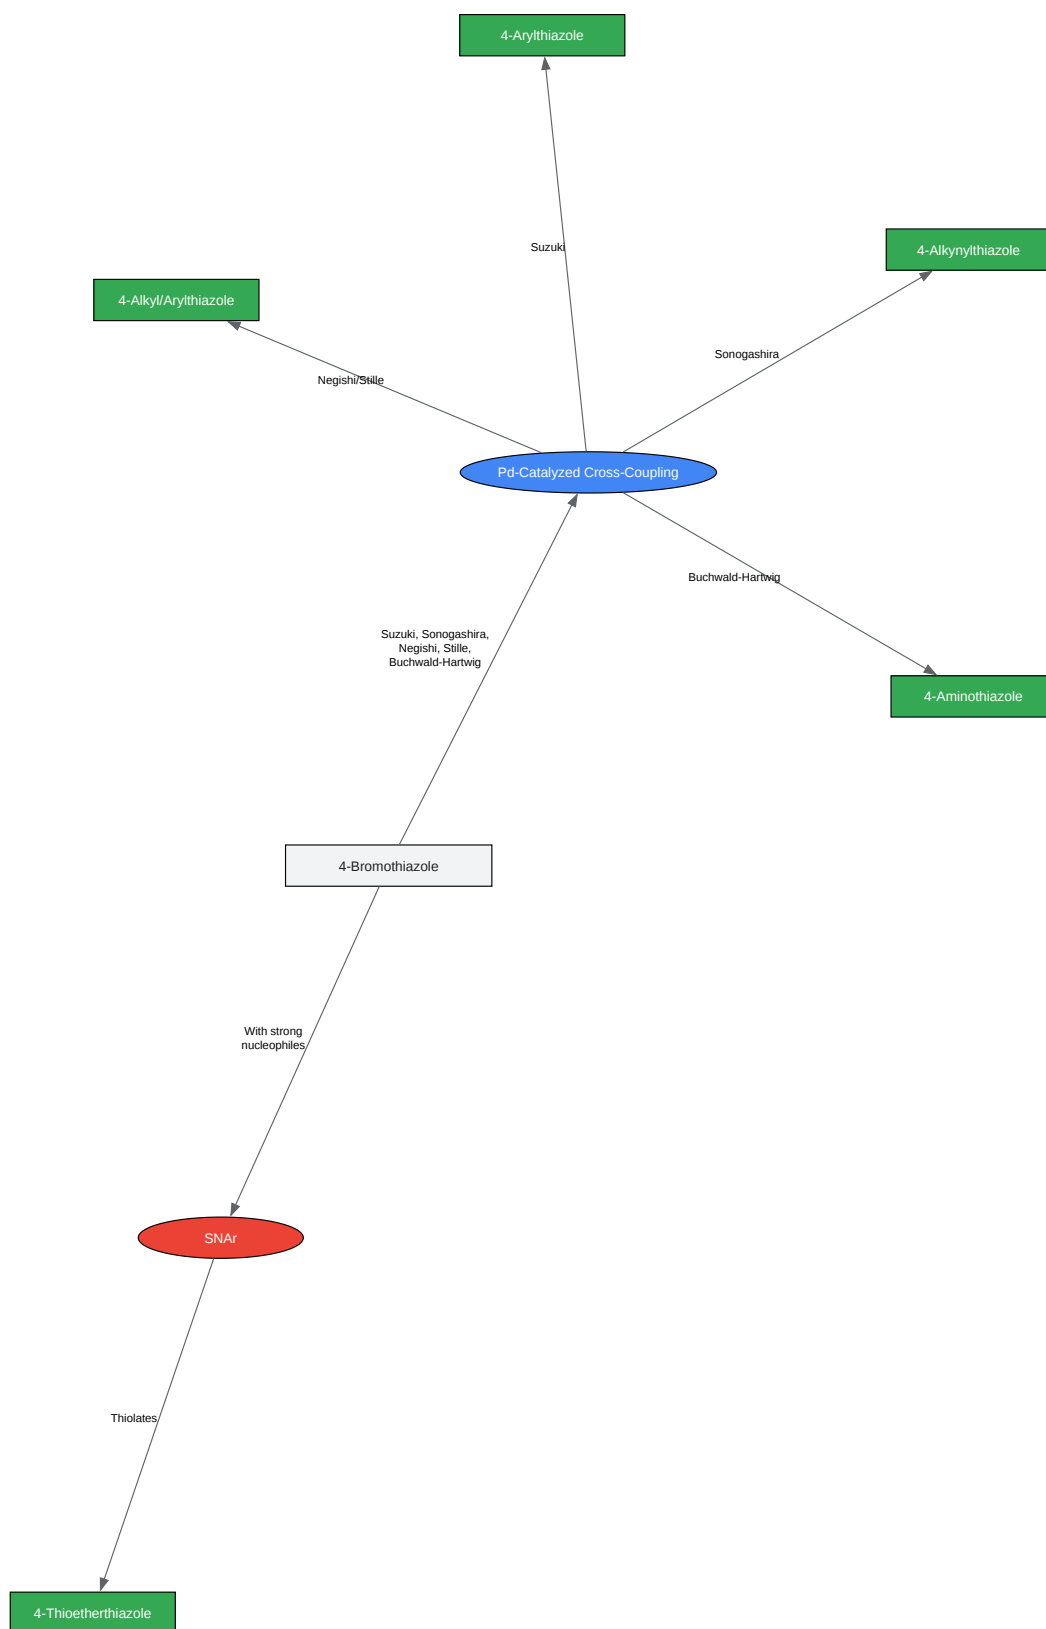 4-Arylthiazole
Suzuki
4-Alkynylthiazole
4-Alkyl/Arylthiazole
Sonogashira
Negishi/Stille
Pd-Catalyzed Cross-Coupling
Buchwald-Hartwig
Suzuki, Sonogashira,
Negishi, Stille,
Buchwald-Hartwig
4-Aminothiazole
4-Bromothiazole
With strong
nucleophiles
SNAr
Thiolates
4-Thioetherthiazole